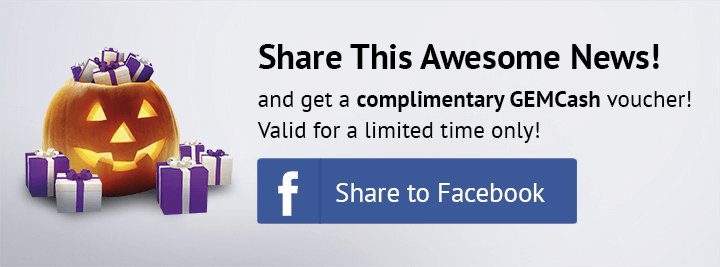 Share This Awesome News!
and get a complimentary GEMCash voucher!
Valid for a limited time only!
f Share to Facebook